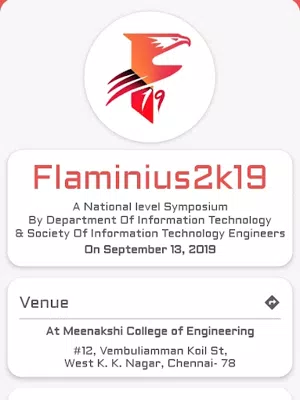 19
Flaminius2k19
A National level Symposium
By Department Of Information Technology
& Society Of Information Technology Engineers
On September 13, 2019
Venue
At Meenakshi College of Engineering
#12, Vembuliamman Koil St,
West K. K. Nagar, Chennai- 78